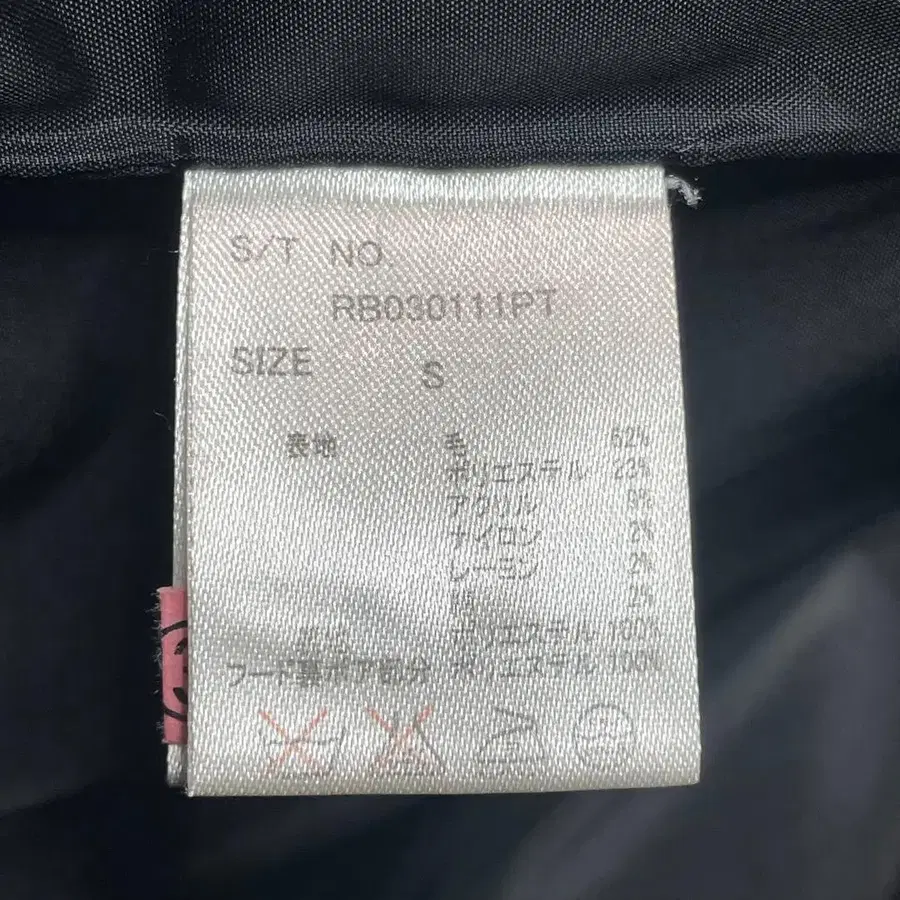 S/T NO
RB030111PT
SIZE S
表地 毛 62%
ポリエステル 23%
アクリル 9%
ナイロン 2%
レーヨン 2%
2%
ポリエステル 100%
フード裏ボア部分 ポリエステル 100%